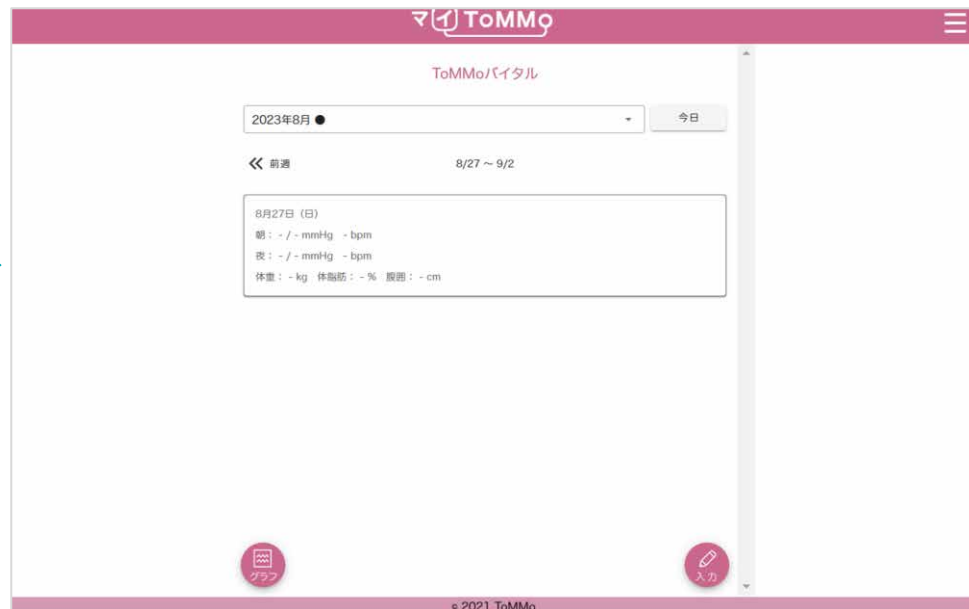 マイToMMo
ToMMoバイタル
2023年8月 ●
今日
前週
8/27 ～ 9/2
8月27日（日）
朝： - / - mmHg - bpm
夜： - / - mmHg - bpm
体重： - kg 体脂肪： - % 腹囲： - cm
グラフ
入力
© 2021 ToMMo